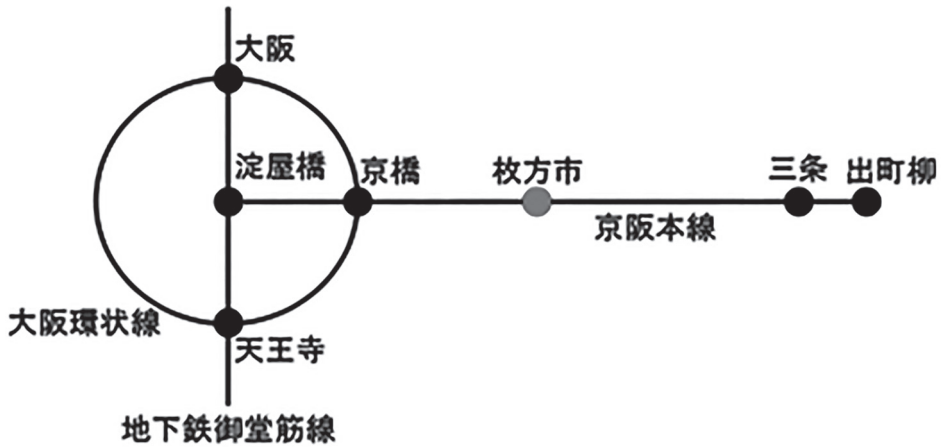 大阪
淀屋橋
京橋
枚方市
三条
出町柳
京阪本線
大阪環状線
天王寺
地下鉄御堂筋線